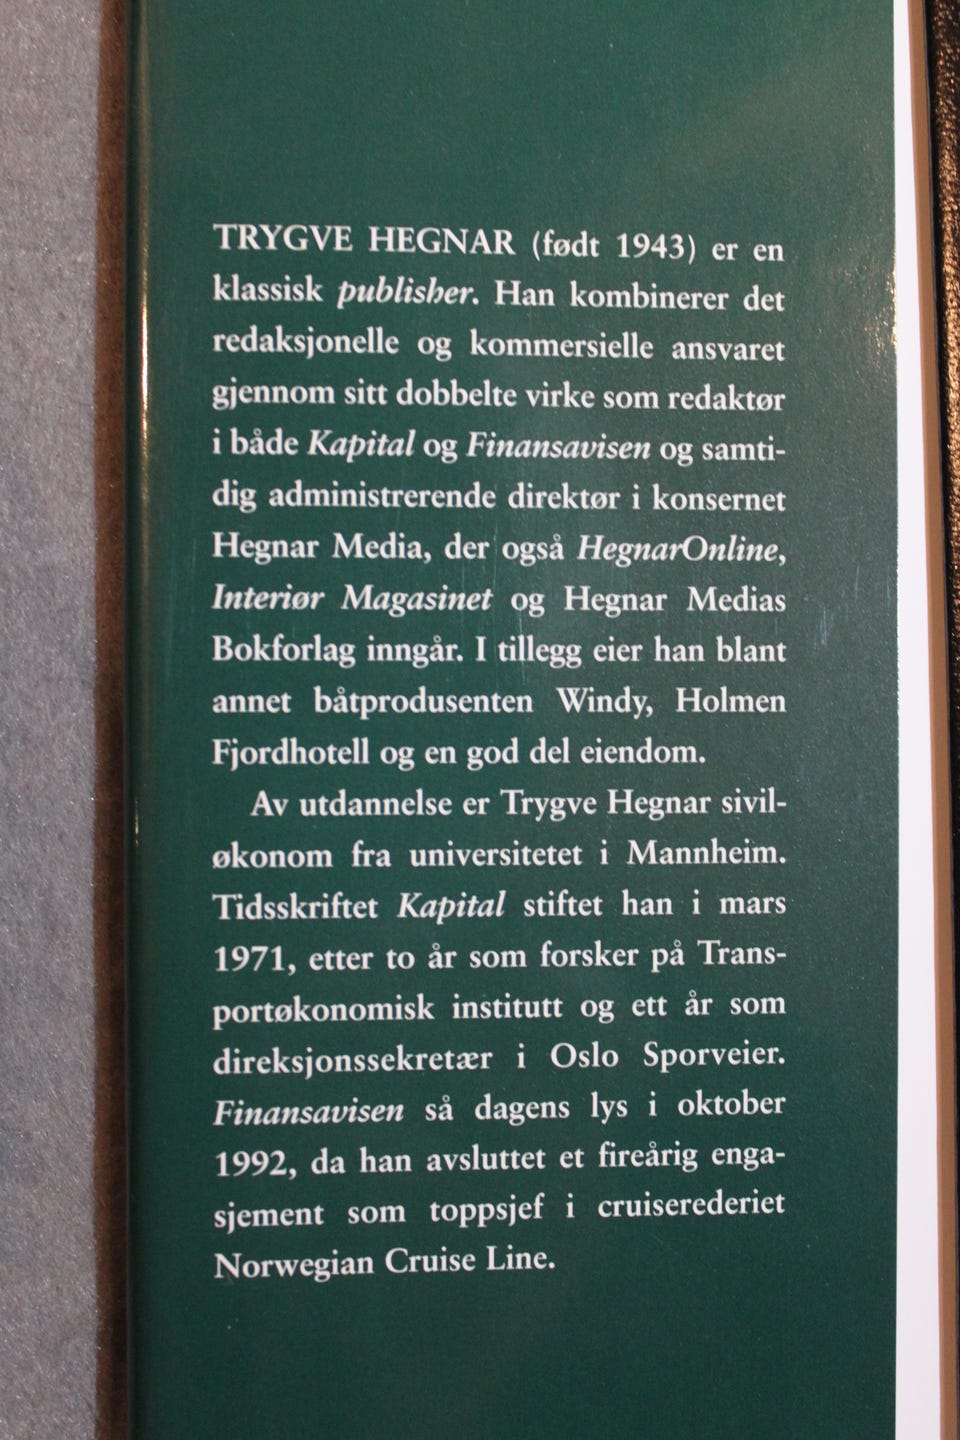 TRYGVE HEGNAR (født 1943) er en
klassisk publisher. Han kombinerer det
redaksjonelle og kommersielle ansvaret
gjennom sitt dobbelte virke som redaktør
i både Kapital og Finansavisen og samti-
dig administrerende direktør i konsernet
Hegnar Media, der også HegnarOnline,
Interiør Magasinet og Hegnar Medias
Bokforlag inngår. I tillegg eier han blant
annet båtprodusenten Windy, Holmen
Fjordhotell og en god del eiendom.
Av utdannelse er Trygve Hegnar sivil-
økonom fra universitetet i Mannheim.
Tidsskriftet Kapital stiftet han i mars
1971, etter to år som forsker på Trans-
portøkonomisk institutt og ett år som
direksjonssekretær i Oslo Sporveier.
Finansavisen så dagens lys i oktober
1992, da han avsluttet et fireårig enga-
sjement som toppsjef i cruiserederiet
Norwegian Cruise Line.